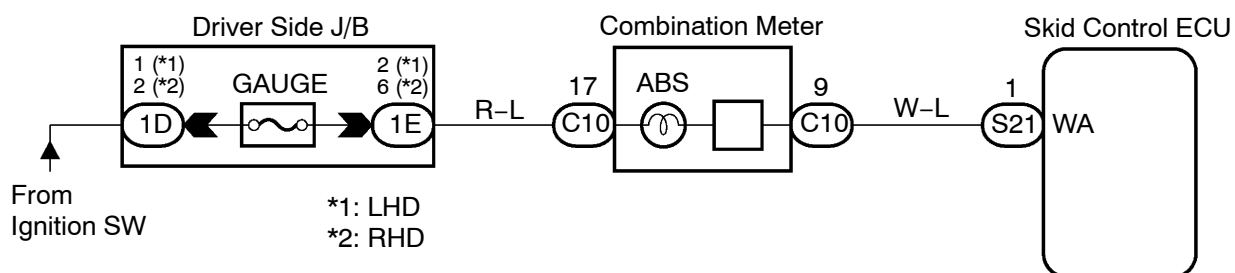 Driver Side J/B
Combination Meter
Skid Control ECU
1 (*1)
2 (*2)
GAUGE
2 (*1)
6 (*2)
17
ABS
9
1
1D
1E
R–L
C10
C10
W–L
S21
WA
From
Ignition SW
*1: LHD
*2: RHD